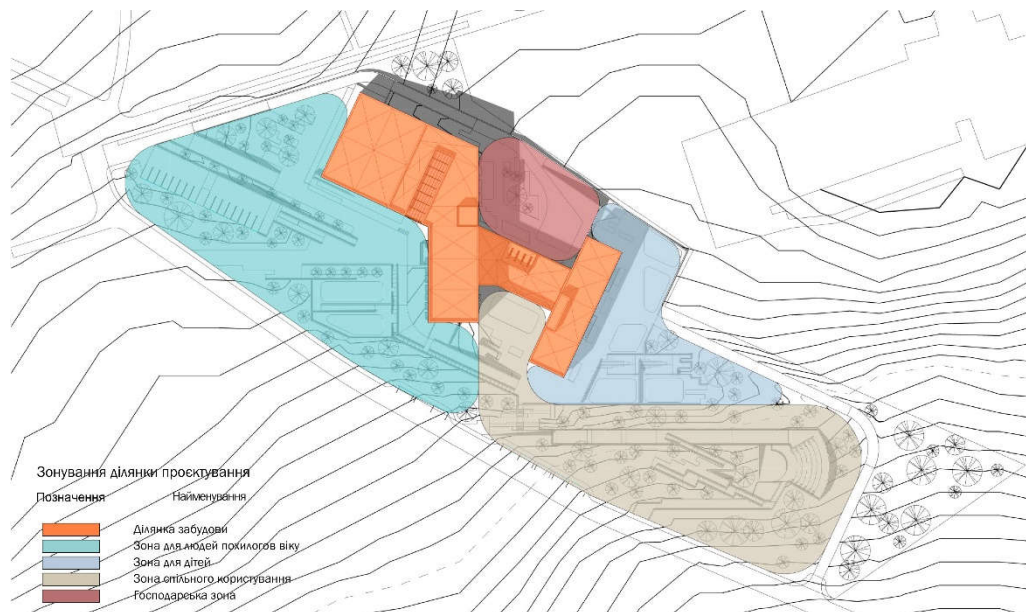 Зонування ділянки проєктування
Позначення Найменування
Ділянка забудови
Зона для людей похилогов віку
Зона для дітей
Зона спільного користування
Господарська зона